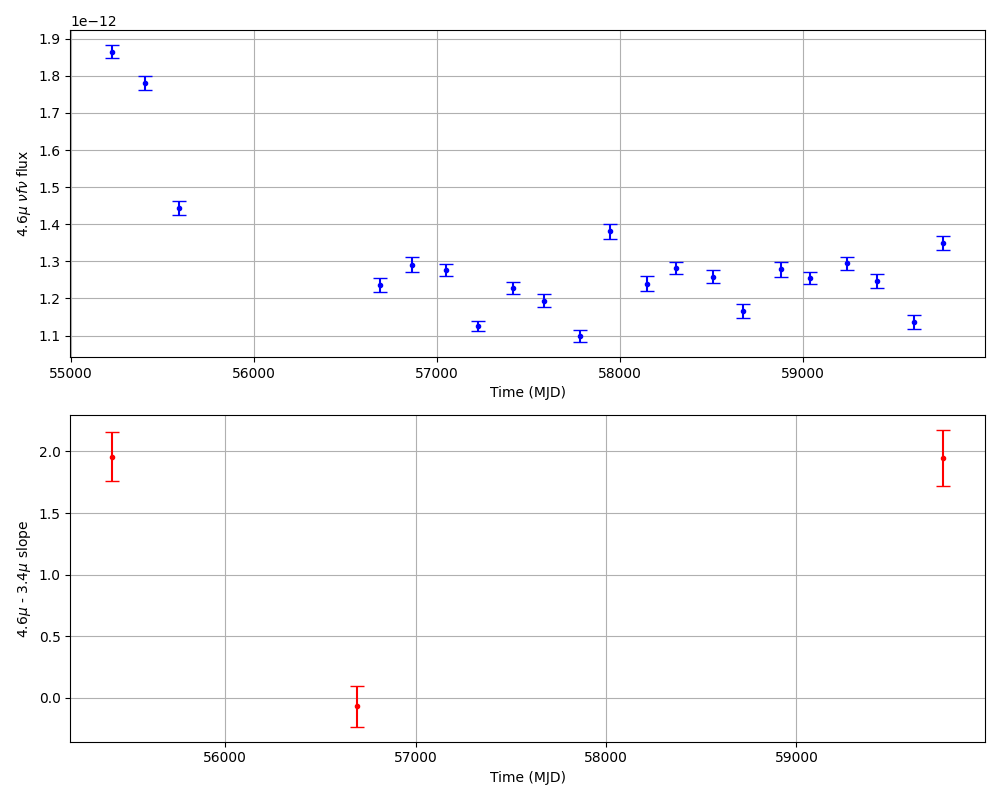 1e−12
1.9
1.8
1.7
1.6
1.5
1.4
1.3
1.2
1.1
4.6μ νfν flux
55000 56000 57000 58000 59000
Time (MJD)
2.0
1.5
1.0
0.5
0.0
4.6μ - 3.4μ slope
56000 57000 58000 59000
Time (MJD)